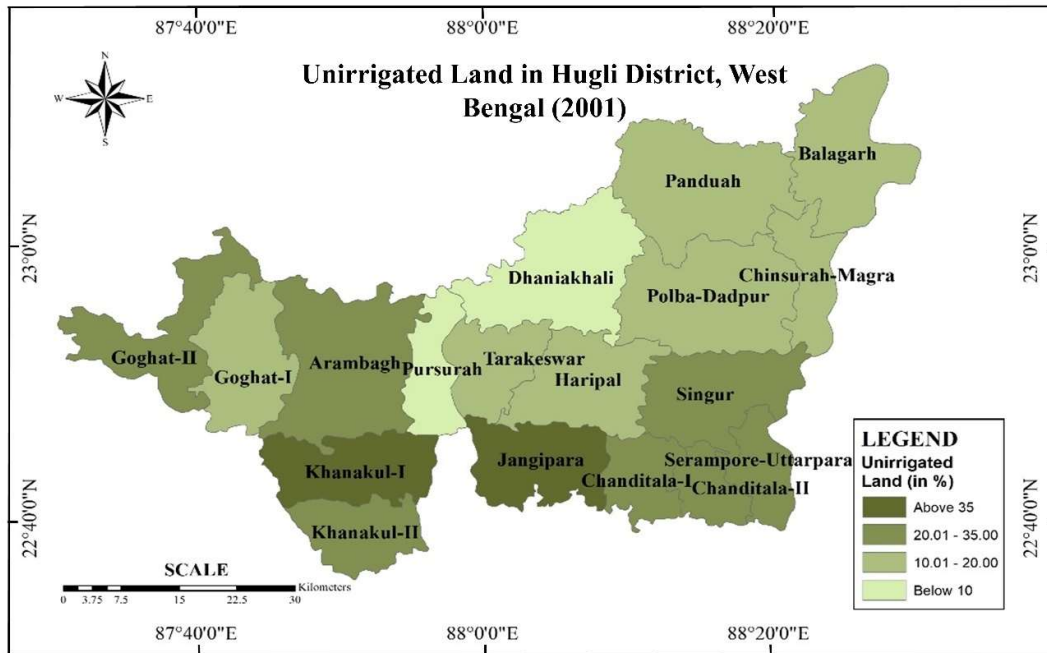 87°40'0"E
88°0'0"E
88°20'0"E
Unirrigated Land in Hugli District, West
Bengal (2001)
N
W
E
S
23°0'0"N
22°40'0"N
23°0'0"N
22°40'0"N
Balagarh
Panduah
Dhaniakhali
Chinsurah-Magra
Polba-Dadpur
Goghat-II
Goghat-I
Arambagh
Pursurah
Tarakeswar
Haripal
Singur
Khanakul-I
Jangipara
Serampore-Uttarpara
Chanditala-I
Chanditala-II
Khanakul-II
SCALE
Kilometers
0 3.75 7.5 15 22.5 30
LEGEND
Unirrigated
Land (in %)
Above 35
20.01 - 35.00
10.01 - 20.00
Below 10
87°40'0"E
88°0'0"E
88°20'0"E